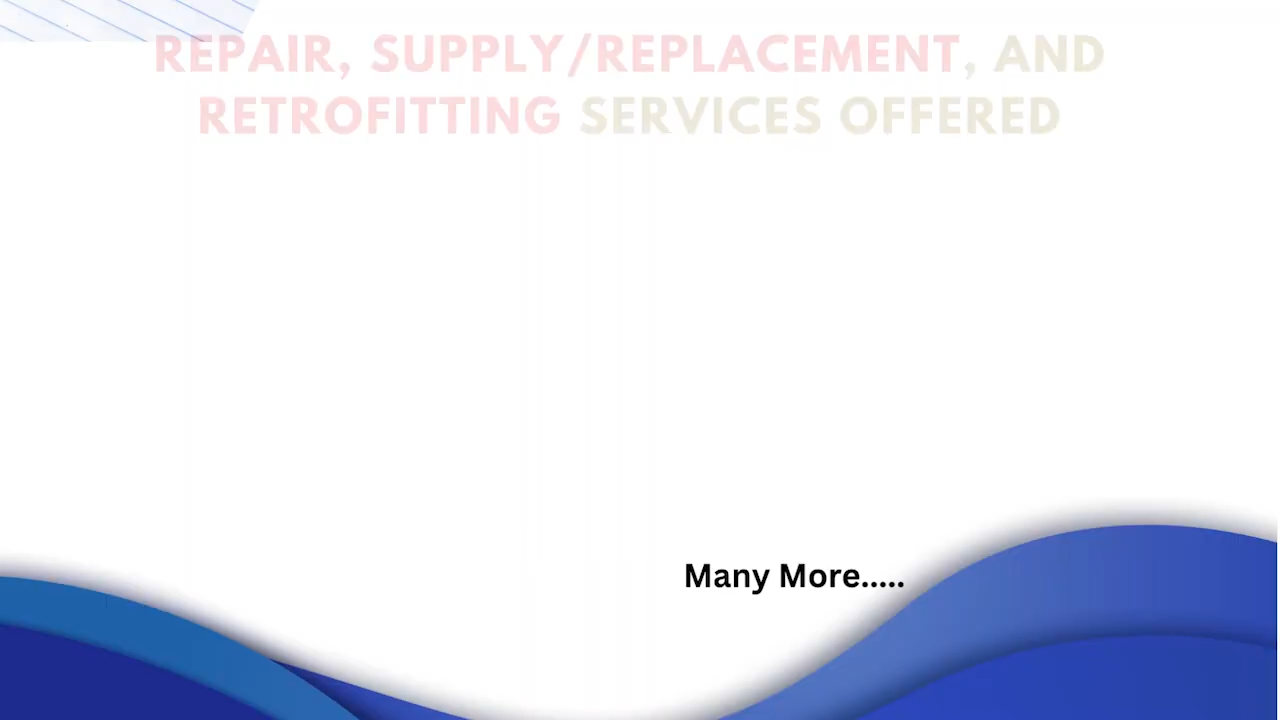 REPAIR, SUPPLY/REPLACEMENT, AND
RETROFITTING SERVICES OFFERED
Many More.....